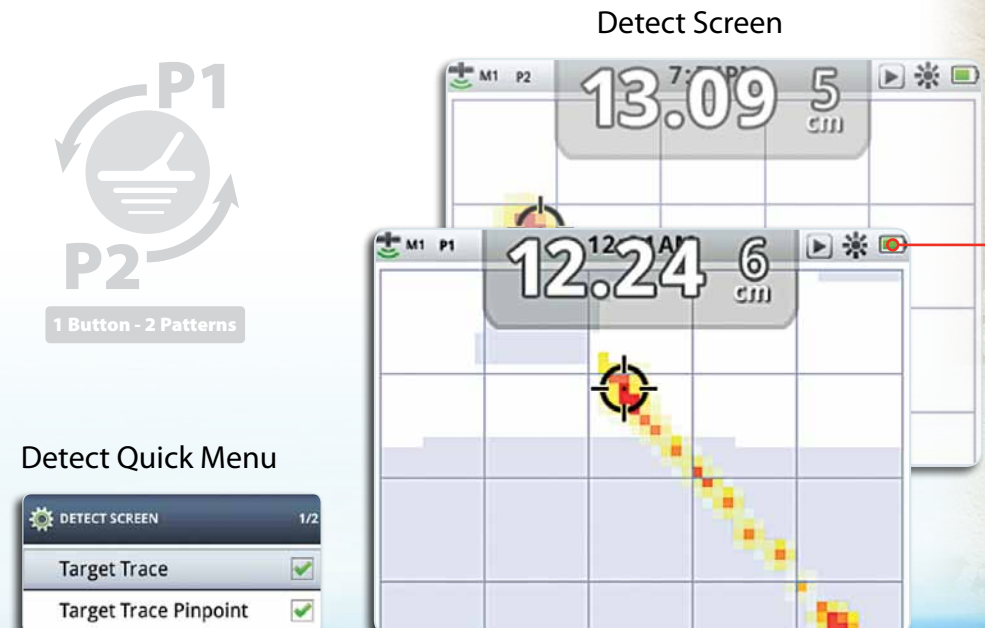 Detect Screen
P1
P2
1 Button - 2 Patterns
M1 P2
13.09 5
cm
M1 P1
12.24 6
cm
Detect Quick Menu
DETECT SCREEN 1/2
Target Trace
Target Trace Pinpoint